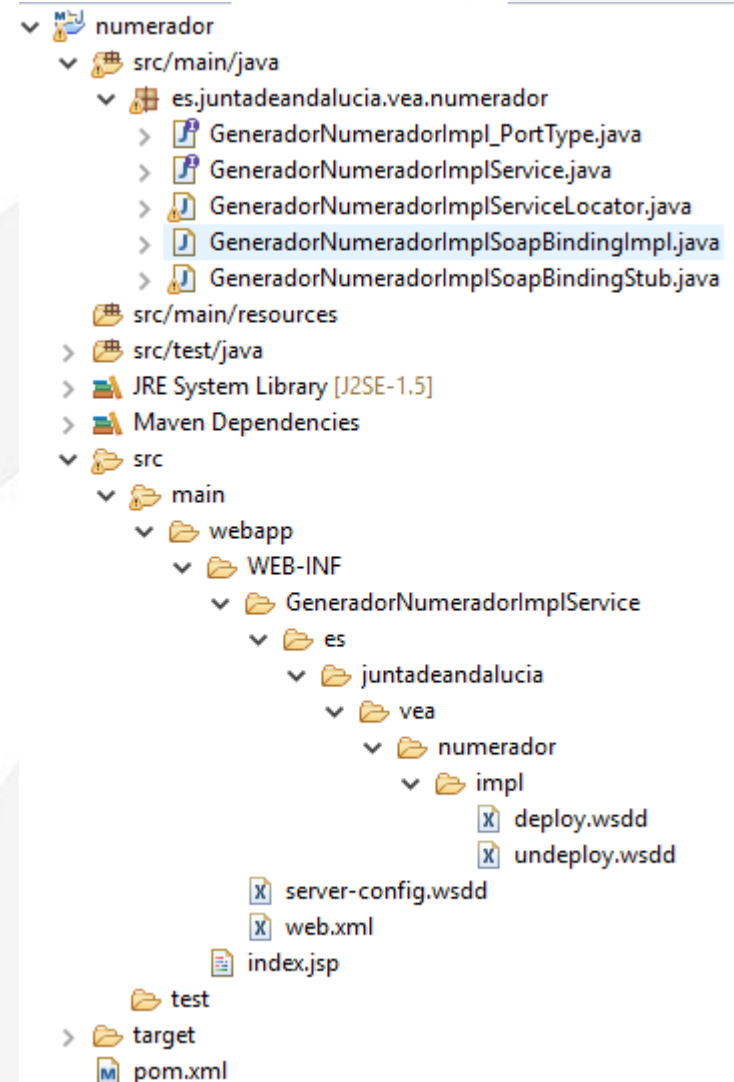 numerador
src/main/java
es.juntadeandalucia.vea.numerador
GeneradorNumeradorImpl_PortType.java
GeneradorNumeradorImplService.java
GeneradorNumeradorImplServiceLocator.java
GeneradorNumeradorImplSoapBindingImpl.java
GeneradorNumeradorImplSoapBindingStub.java
src/main/resources
src/test/java
JRE System Library [J2SE-1.5]
Maven Dependencies
src
main
webapp
WEB-INF
GeneradorNumeradorImplService
es
juntadeandalucia
vea
numerador
impl
deploy.wsdd
undeploy.wsdd
server-config.wsdd
web.xml
index.jsp
test
target
pom.xml